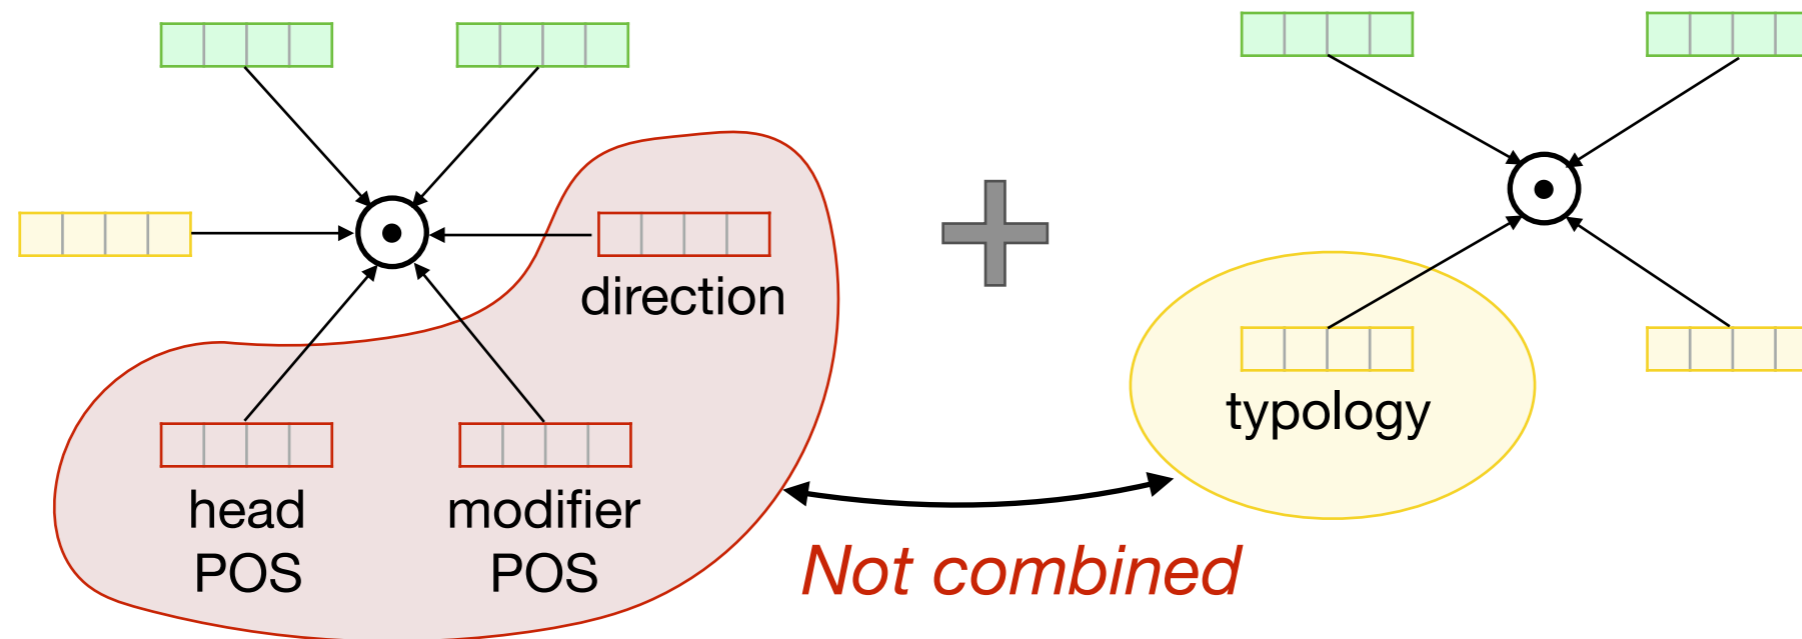 direction
head
POS
modifier
POS
typology
Not combined